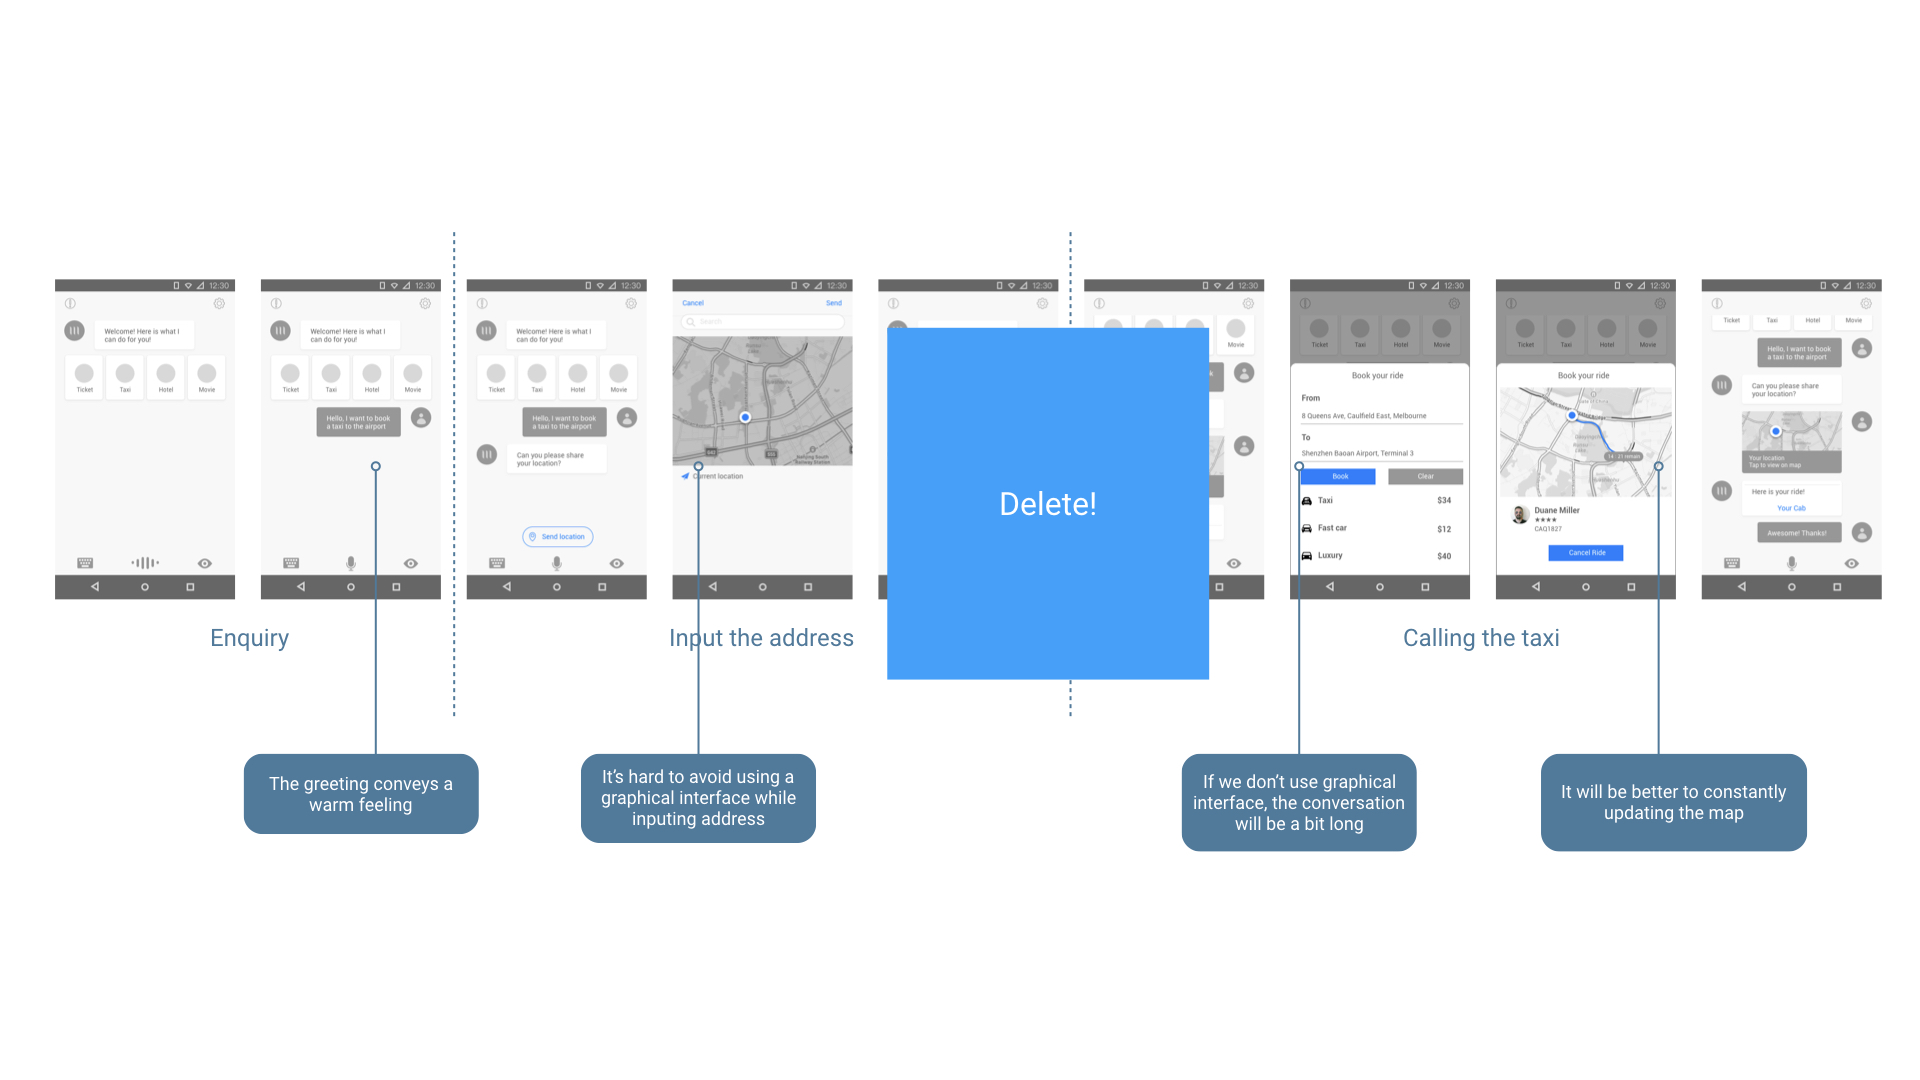 12:30
Welcome! Here is what I
can do for you!
Ticket
Taxi
Hotel
Movie
12:30
Welcome! Here is what I
can do for you!
Ticket
Taxi
Hotel
Movie
Hello, I want to book
a taxi to the airport
12:30
Welcome! Here is what I
can do for you!
Ticket
Taxi
Hotel
Movie
Hello, I want to book
a taxi to the airport
Can you please share
your location?
Send location
12:30
Cancel
Send
Search
Current location
12:30
Delete!
12:30
Movie
12:30
Ticket
Taxi
Hotel
Movie
Book your ride
From
8 Queens Ave, Caulfield East, Melbourne
To
Shenzhen Baoan Airport, Terminal 3
Book
Clear
Taxi
$34
Fast car
$12
Luxury
$40
12:30
Ticket
Taxi
Hotel
Movie
Book your ride
Duane Miller
★★★★
CAQ1827
Cancel Ride
12:30
Ticket
Taxi
Hotel
Movie
Hello, I want to book
a taxi to the airport
Can you please share
your location?
Your location
Tap to view on map
Here is your ride!
Your Cab
Awesome! Thanks!
Enquiry
Input the address
Calling the taxi
The greeting conveys a
warm feeling
It’s hard to avoid using a
graphical interface while
inputing address
If we don’t use graphical
interface, the conversation
will be a bit long
It will be better to constantly
updating the map